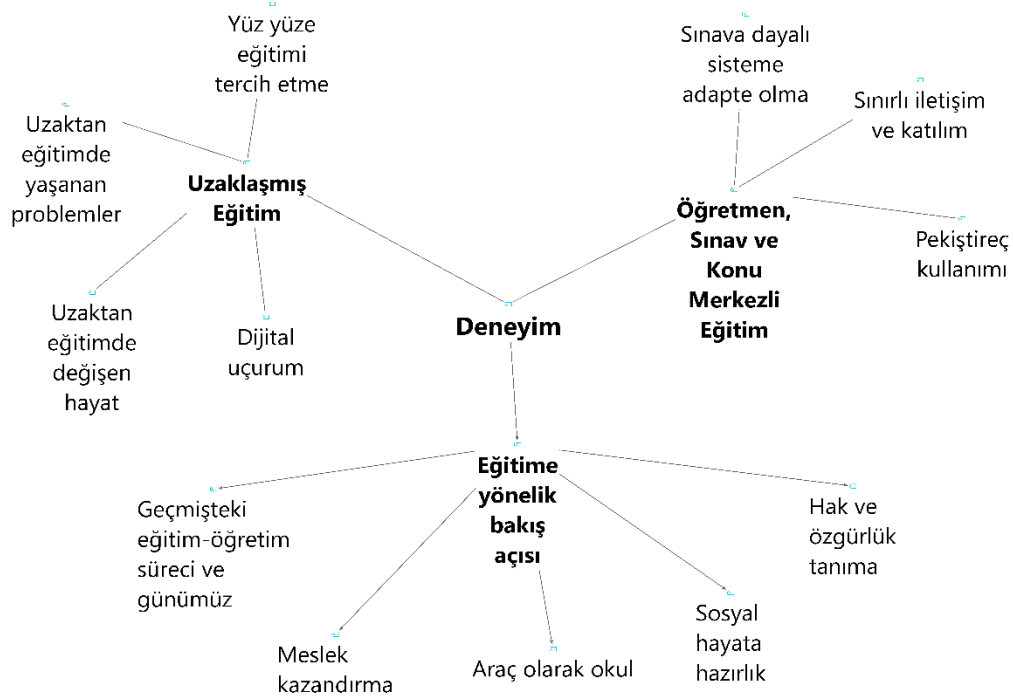 Yüz yüze
eğitimi
tercih etme
Uzaktan
eğitimde
yaşanan
problemler
Uzaklaşmış
Eğitim
Uzaktan
eğitimde
değişen
hayat
Dijital
uçurum
Sınava dayalı
sisteme
adapte olma
Sınırlı iletişim
ve katılım
Öğretmen,
Sınav ve
Konu
Merkezli
Eğitim
Pekiştireç
kullanımı
Deneyim
Eğitime
yönelik
bakış
açısı
Geçmişteki
eğitim-öğretim
süreci ve
günümüz
Meslek
kazandırma
Araç olarak okul
Sosyal
hayata
hazırlık
Hak ve
özgürlük
tanıma